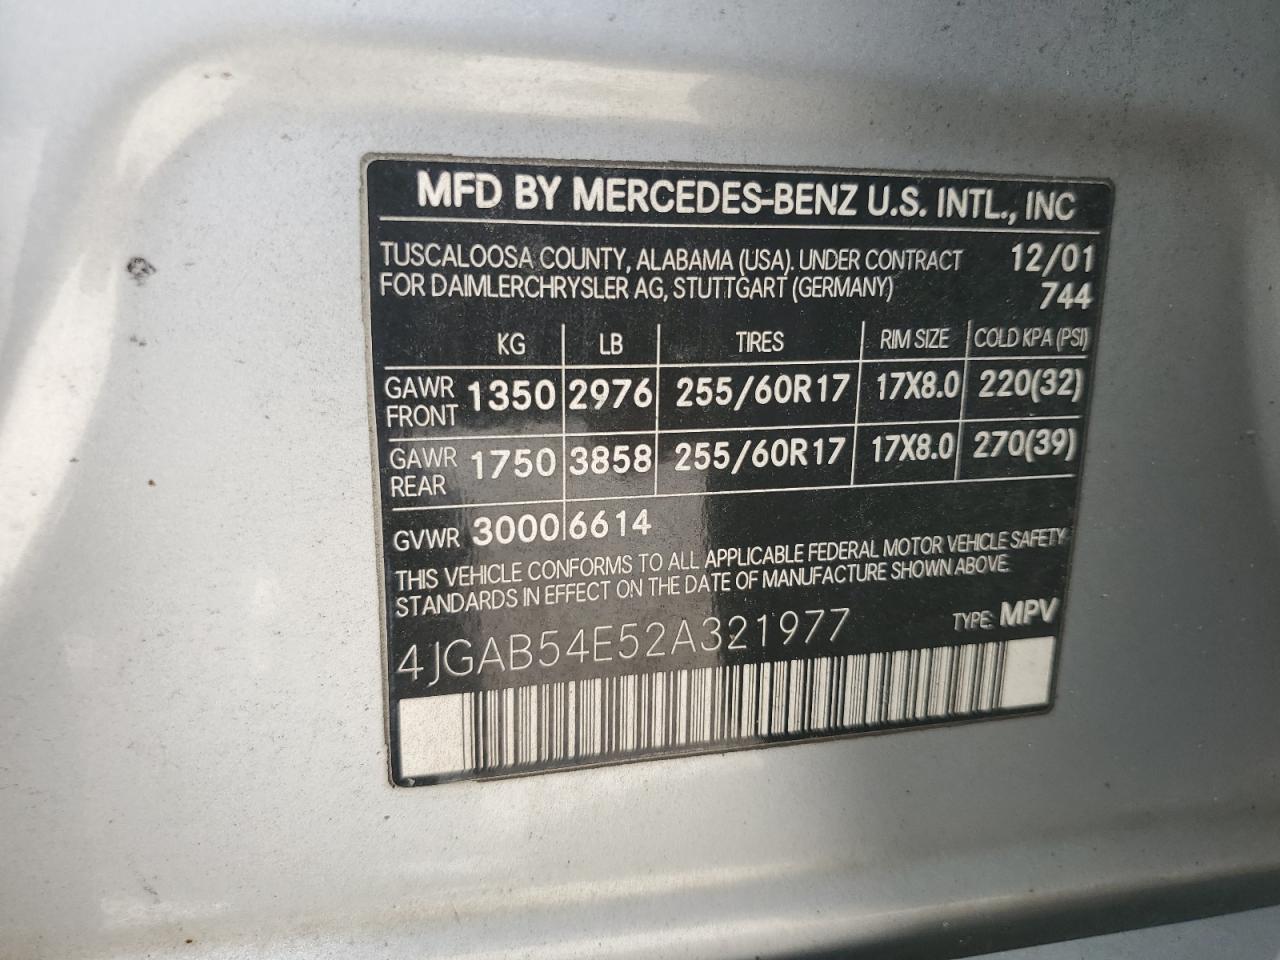 MFD BY MERCEDES-BENZ U.S. INTL., INC
TUSCALOOSA COUNTY, ALABAMA (USA). UNDER CONTRACT 12/01
FOR DAIMLERCHRYSLER AG, STUTTGART (GERMANY) 744
KG LB TIRES RIM SIZE COLD KPA (PSI)
GAWR FRONT 1350 2976 255/60R17 17X8.0 220(32)
GAWR REAR 1750 3858 255/60R17 17X8.0 270(39)
GVWR 3000 6614
THIS VEHICLE CONFORMS TO ALL APPLICABLE FEDERAL MOTOR VEHICLE SAFETY
STANDARDS IN EFFECT ON THE DATE OF MANUFACTURE SHOWN ABOVE
4JGAB54E52A321977 TYPE: MPV